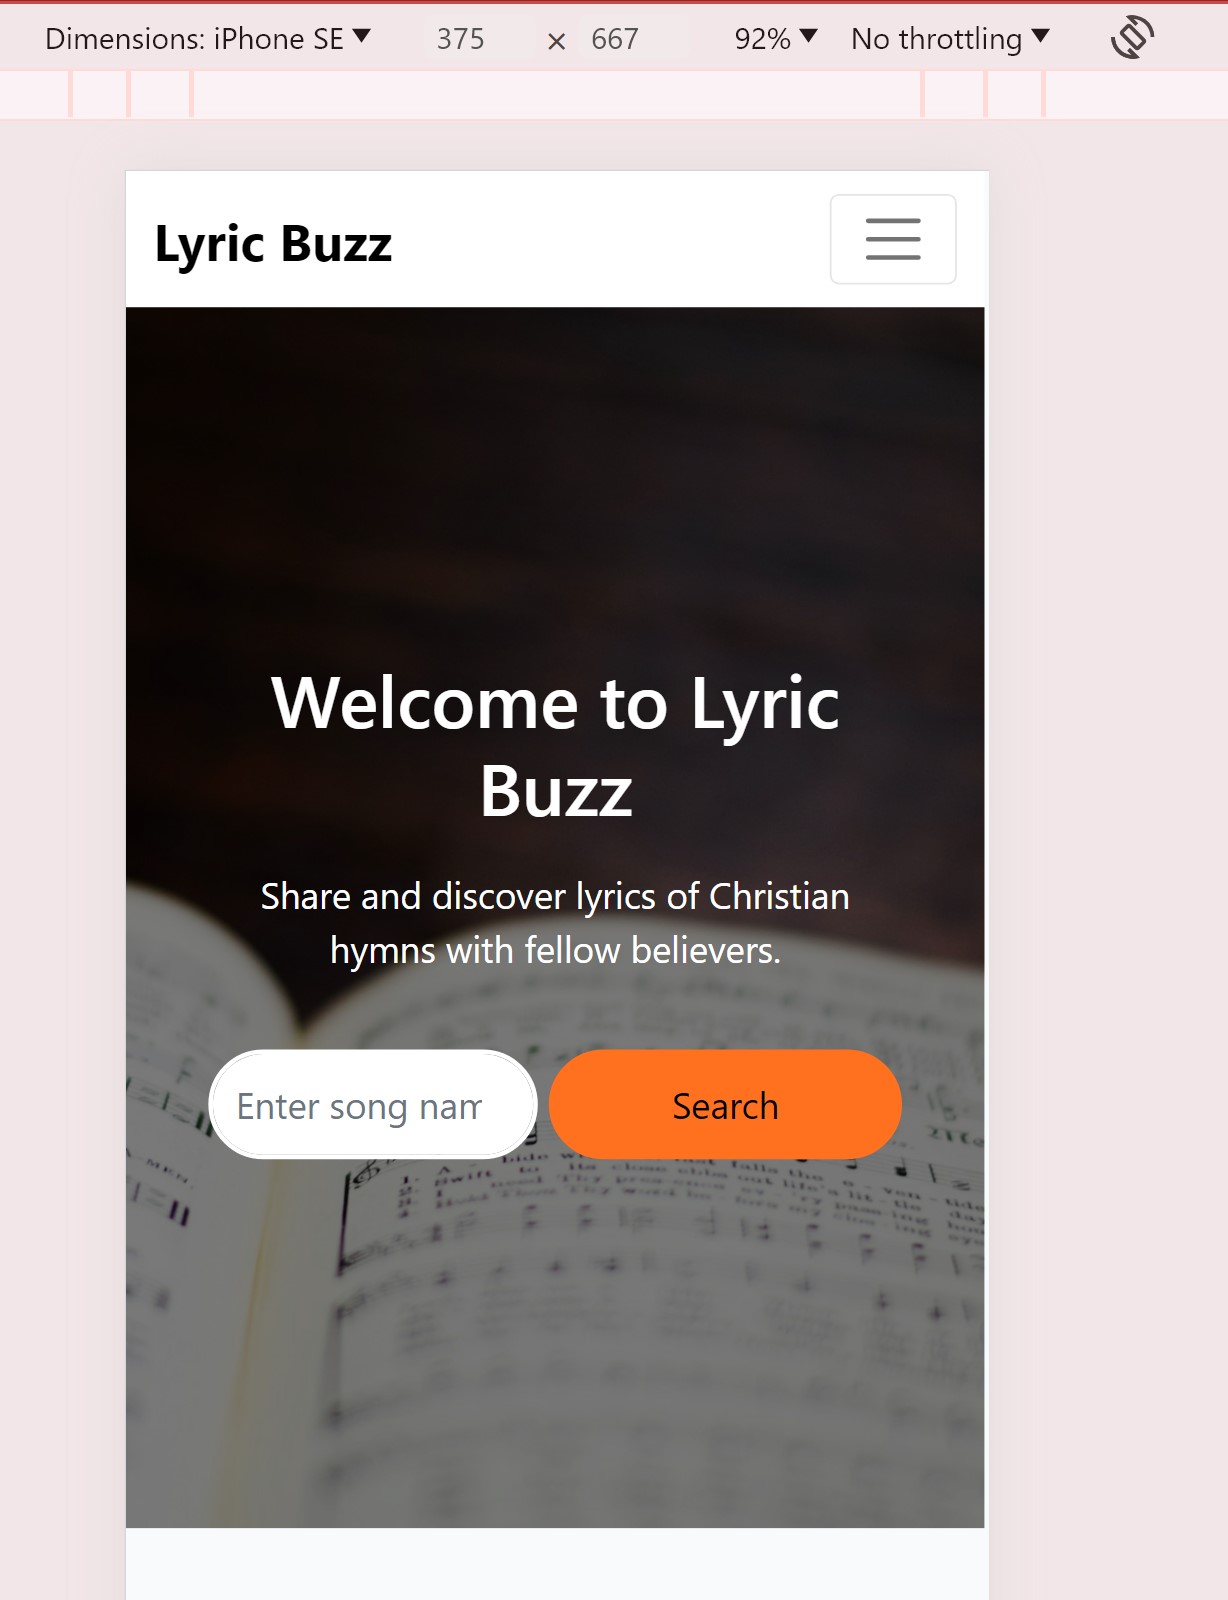 Dimensions: iPhone SE ▼ 375 × 667 92% ▼ No throttling ▼
Lyric Buzz
Welcome to Lyric
Buzz
Share and discover lyrics of Christian
hymns with fellow believers.
Enter song nam
Search